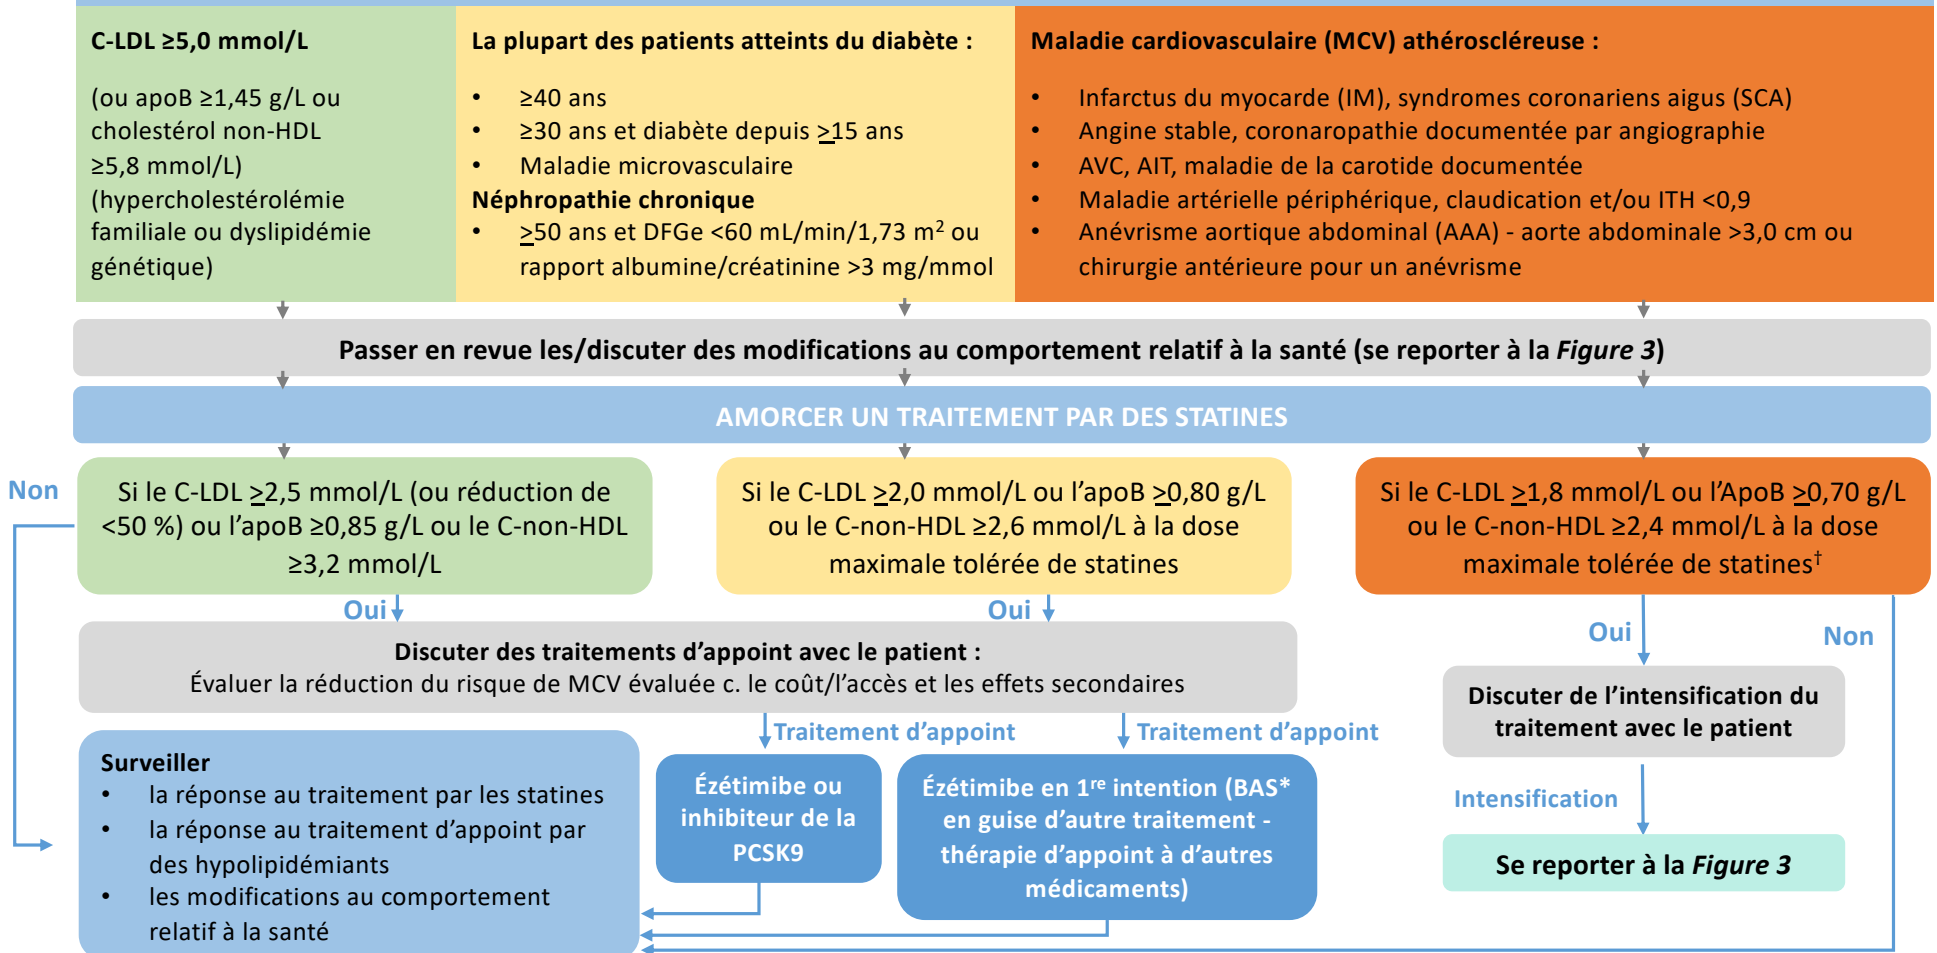 C-LDL ≥5,0 mmol/L
(ou apoB ≥1,45 g/L ou
cholestérol non-HDL
≥5,8 mmol/L)
(hypercholestérolémie
familiale ou dyslipidémie
génétique)
La plupart des patients atteints du diabète :
• ≥40 ans
• ≥30 ans et diabète depuis ≥15 ans
• Maladie microvasculaire
Néphropathie chronique
• ≥50 ans et DFGe <60 mL/min/1,73 m² ou
rapport albumine/créatinine >3 mg/mmol
Maladie cardiovasculaire (MCV) athéroscléreuse :
• Infarctus du myocarde (IM), syndromes coronariens aigus (SCA)
• Angine stable, coronaropathie documentée par angiographie
• AVC, AIT, maladie de la carotide documentée
• Maladie artérielle périphérique, claudication et/ou ITH <0,9
• Anévrisme aortique abdominal (AAA) - aorte abdominale >3,0 cm ou
chirurgie antérieure pour un anévrisme
Passer en revue les/discuter des modifications au comportement relatif à la santé (se reporter à la Figure 3)
AMORCER UN TRAITEMENT PAR DES STATINES
Non
Si le C-LDL ≥2,5 mmol/L (ou réduction de
<50 %) ou l'apoB ≥0,85 g/L ou le C-non-HDL
≥3,2 mmol/L
Si le C-LDL ≥2,0 mmol/L ou l'apoB ≥0,80 g/L
ou le C-non-HDL ≥2,6 mmol/L à la dose
maximale tolérée de statines
Si le C-LDL ≥1,8 mmol/L ou l'ApoB ≥0,70 g/L
ou le C-non-HDL ≥2,4 mmol/L à la dose
maximale tolérée de statines†
Oui
Oui
Oui
Non
Discuter des traitements d'appoint avec le patient :
Évaluer la réduction du risque de MCV évaluée c. le coût/l'accès et les effets secondaires
Discuter de l'intensification du
traitement avec le patient
Traitement d'appoint
Traitement d'appoint
Surveiller
• la réponse au traitement par les statines
• la réponse au traitement d'appoint par
des hypolipidémiants
• les modifications au comportement
relatif à la santé
Ézétimibe ou
inhibiteur de la
PCSK9
Ézétimibe en 1re intention (BAS*
en guise d'autre traitement -
thérapie d'appoint à d'autres
médicaments)
Intensification
Se reporter à la Figure 3